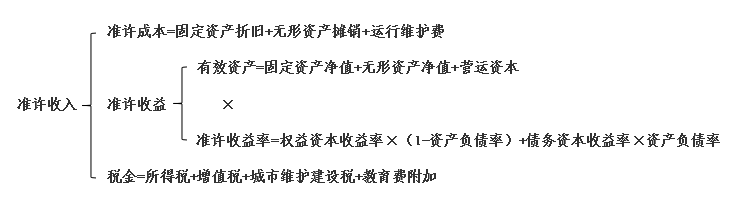 准许成本=固定资产折旧+无形资产摊销+运行维护费
有效资产=固定资产净值+无形资产净值+营运资本
准许收入
准许收益
×
准许收益率=权益资本收益率×（1-资产负债率）+债务资本收益率×资产负债率
税金=所得税+增值税+城市维护建设税+教育费附加